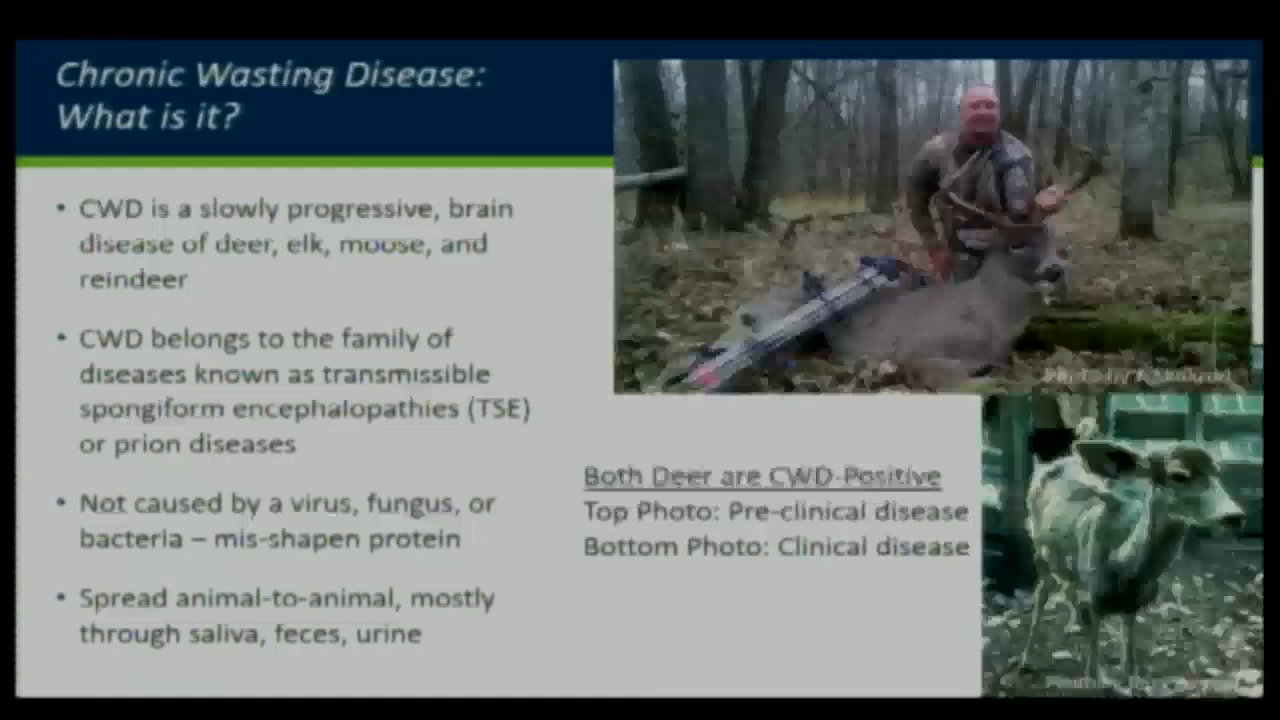 Chronic Wasting Disease:
What is it?
• CWD is a slowly progressive, brain
disease of deer, elk, moose, and
reindeer
• CWD belongs to the family of
diseases known as transmissible
spongiform encephalopathies (TSE)
or prion diseases
• Not caused by a virus, fungus, or
bacteria – mis-shapen protein
• Spread animal-to-animal, mostly
through saliva, feces, urine
Both Deer are CWD-Positive
Top Photo: Pre-clinical disease
Bottom Photo: Clinical disease